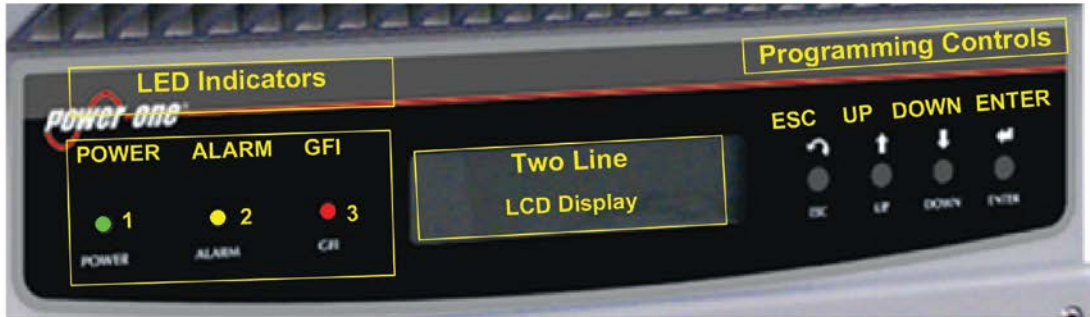 LED Indicators
Programming Controls
power-one
POWER ALARM GFI
1 2 3
POWER ALARM GFI
Two Line
LCD Display
ESC UP DOWN ENTER
ESC UP DOWN ENTER